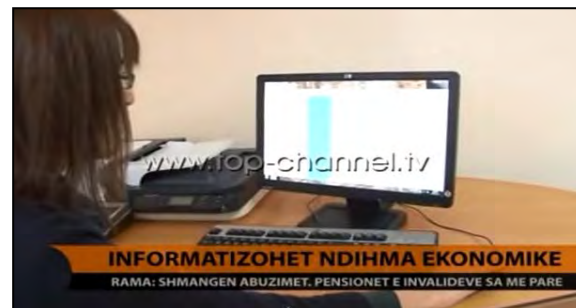 www.top-channel.tv
INFORMATIZOHET NDIHMA EKONOMIKE
RAMA: SHMANGEN ABUZIMET. PENSIONET E INVALIDEVE SA ME PARE